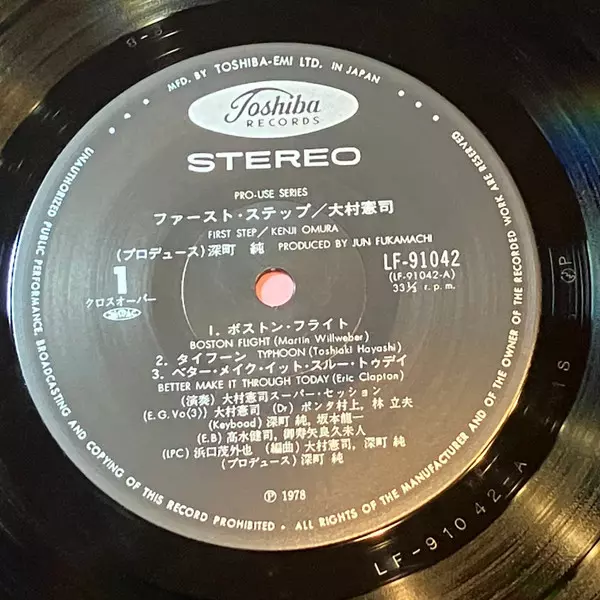 MFD. BY TOSHIBA-EMI LTD. IN JAPAN
Toshiba
RECORDS
STEREO
PRO-USE SERIES
ファースト・ステップ／大村憲司
FIRST STEP／KENJI OMURA
(プロデュース) 深町 純 PRODUCED BY JUN FUKAMACHI
LF-91042
(LF-91042-A)
33⅓ r.p.m.
1
クロスオーバー
1. ボストン・フライト
BOSTON FLIGHT (Martin Willweber)
2. タイフーン TYPHOON (Toshiaki Hayashi)
3. ベター・メイク・イット・スルー・トゥデイ
BETTER MAKE IT THROUGH TODAY (Eric Clapton)
(演奏) 大村憲司スーパー・セッション
(E.G.Vo(3)) 大村憲司 (Dr) ポンタ村上, 林 立夫
(Keyboad) 深町 純, 坂本龍一
(E.B) 高水健司, 御寿矢良久未人
(LPC) 浜口茂外也 (編曲) 大村憲司, 深町 純
(プロデュース) 深町 純
Ⓟ 1978
UNAUTHORIZED PUBLIC PERFORMANCE, BROADCASTING AND COPYING OF THIS RECORD PROHIBITED • ALL RIGHTS OF THE MANUFACTURER AND OF THE OWNER OF THE RECORDED WORK ARE RESERVED
LF-91042-A
1S